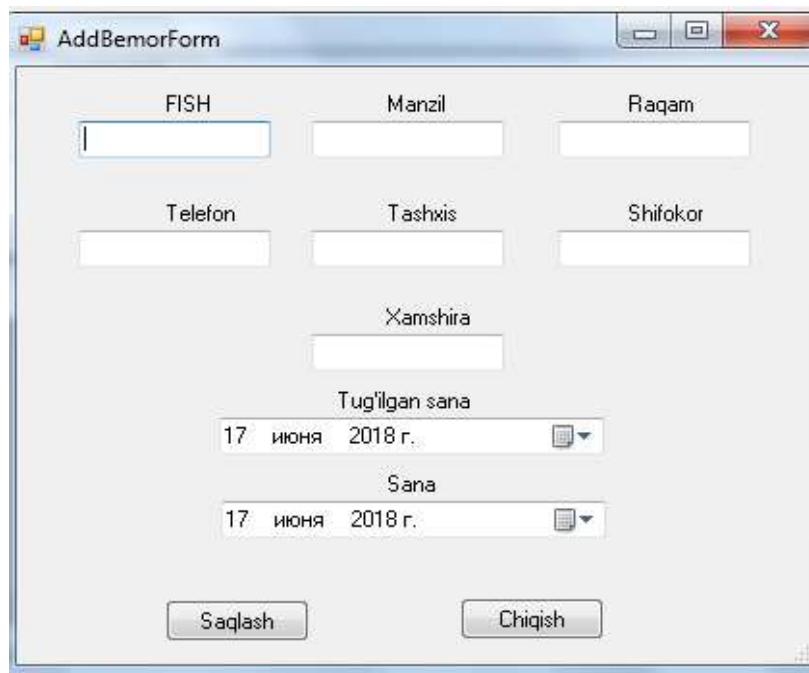 AddBemorForm
FISH Manzil Raqam
Telefon Tashxis Shifokor
Xamshira
Tug'ilgan sana
17 июня 2018 г.
Sana
17 июня 2018 г.
Saqlash Chiqish